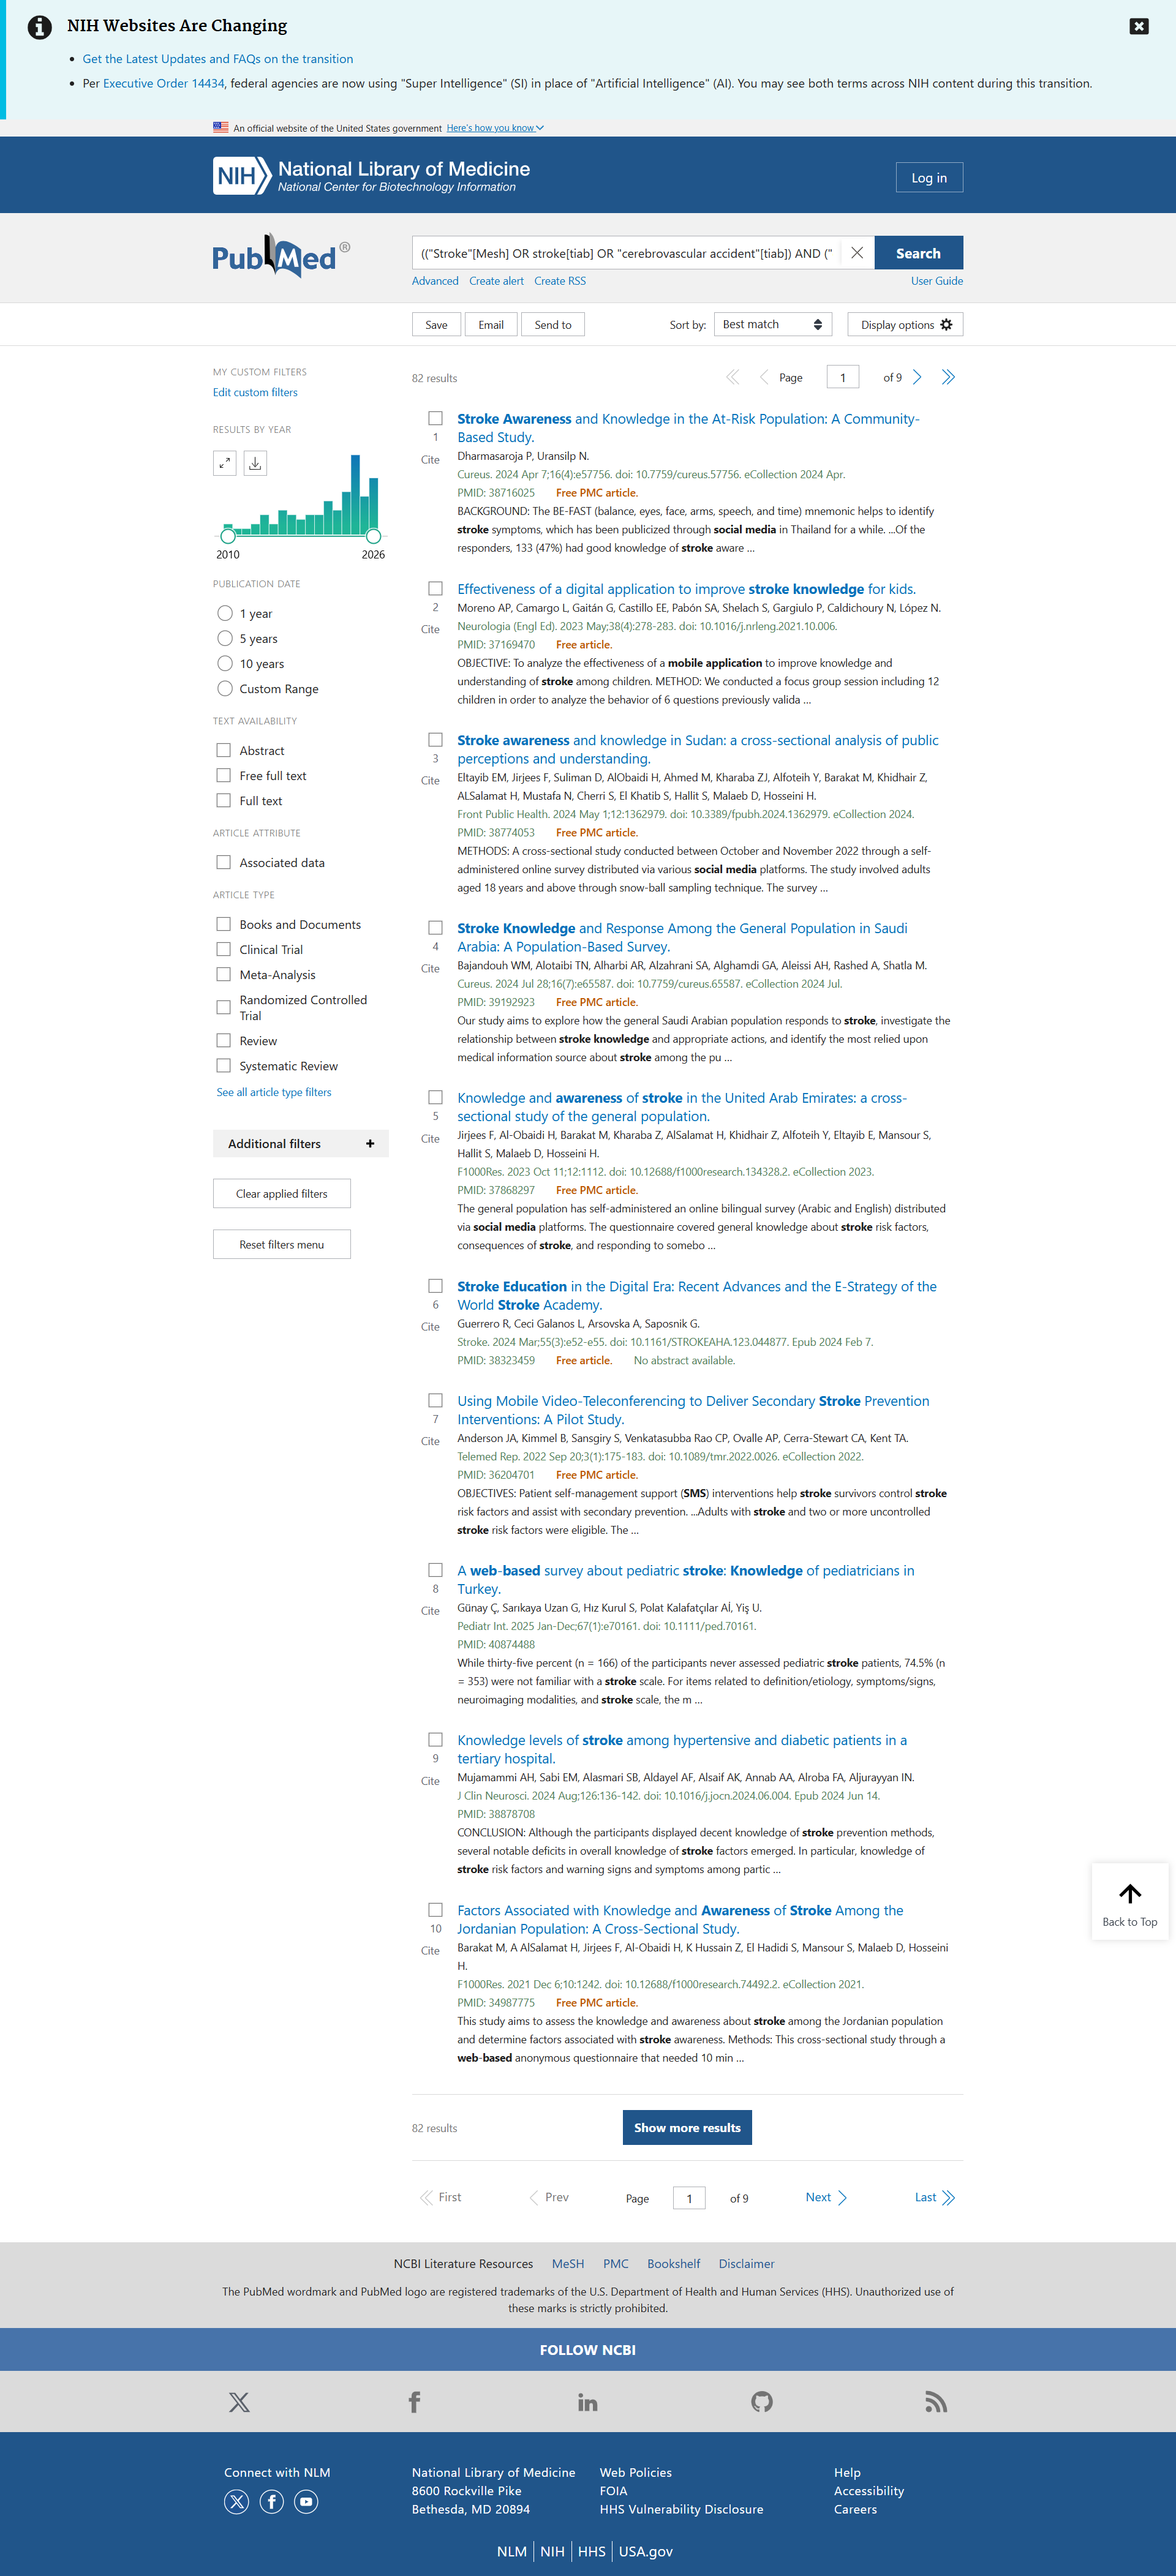 NIH Websites Are Changing
Get the Latest Updates and FAQs on the transition
Per Executive Order 14434, federal agencies are now using "Super Intelligence" (SI) in place of "Artificial Intelligence" (AI). You may see both terms across NIH content during this transition.
An official website of the United States government Here's how you know
NIH National Library of Medicine
National Center for Biotechnology Information
Log in
PubMed®
(("Stroke"[Mesh] OR stroke[tiab] OR "cerebrovascular accident"[tiab]) AND ("
Search
Advanced Create alert Create RSS
User Guide
Save Email Send to
Sort by: Best match
Display options
MY CUSTOM FILTERS
Edit custom filters
RESULTS BY YEAR
2010 2026
PUBLICATION DATE
1 year
5 years
10 years
Custom Range
TEXT AVAILABILITY
Abstract
Free full text
Full text
ARTICLE ATTRIBUTE
Associated data
ARTICLE TYPE
Books and Documents
Clinical Trial
Meta-Analysis
Randomized Controlled
Trial
Review
Systematic Review
See all article type filters
Additional filters +
Clear applied filters
Reset filters menu
82 results
Page 1 of 9
1
Cite
Stroke Awareness and Knowledge in the At-Risk Population: A Community-
Based Study.
Dharmasaroja P, Uransilp N.
Cureus. 2024 Apr 7;16(4):e57756. doi: 10.7759/cureus.57756. eCollection 2024 Apr.
PMID: 38716025 Free PMC article.
BACKGROUND: The BE-FAST (balance, eyes, face, arms, speech, and time) mnemonic helps to identify
stroke symptoms, which has been publicized through social media in Thailand for a while. ...Of the
responders, 133 (47%) had good knowledge of stroke aware ...
2
Cite
Effectiveness of a digital application to improve stroke knowledge for kids.
Moreno AP, Camargo L, Gaitán G, Castillo EE, Pabón SA, Shelach S, Gargiulo P, Caldichoury N, López N.
Neurologia (Engl Ed). 2023 May;38(4):278-283. doi: 10.1016/j.nrleng.2021.10.006.
PMID: 37169470 Free article.
OBJECTIVE: To analyze the effectiveness of a mobile application to improve knowledge and
understanding of stroke among children. METHOD: We conducted a focus group session including 12
children in order to analyze the behavior of 6 questions previously valida ...
3
Cite
Stroke awareness and knowledge in Sudan: a cross-sectional analysis of public
perceptions and understanding.
Eltayib EM, Jirjees F, Suliman D, AlObaidi H, Ahmed M, Kharaba ZJ, Alfoteih Y, Barakat M, Khidhair Z,
ALSalamat H, Mustafa N, Cherri S, El Khatib S, Hallit S, Malaeb D, Hosseini H.
Front Public Health. 2024 May 1;12:1362979. doi: 10.3389/fpubh.2024.1362979. eCollection 2024.
PMID: 38774053 Free PMC article.
METHODS: A cross-sectional study conducted between October and November 2022 through a self-
administered online survey distributed via various social media platforms. The study involved adults
aged 18 years and above through snow-ball sampling technique. The survey ...
4
Cite
Stroke Knowledge and Response Among the General Population in Saudi
Arabia: A Population-Based Survey.
Bajandouh WM, Alotaibi TN, Alharbi AR, Alzahrani SA, Alghamdi GA, Aleissi AH, Rashed A, Shatla M.
Cureus. 2024 Jul 28;16(7):e65587. doi: 10.7759/cureus.65587. eCollection 2024 Jul.
PMID: 39192923 Free PMC article.
Our study aims to explore how the general Saudi Arabian population responds to stroke, investigate the
relationship between stroke knowledge and appropriate actions, and identify the most relied upon
medical information source about stroke among the pu ...
5
Cite
Knowledge and awareness of stroke in the United Arab Emirates: a cross-
sectional study of the general population.
Jirjees F, Al-Obaidi H, Barakat M, Kharaba Z, AlSalamat H, Khidhair Z, Alfoteih Y, Eltayib E, Mansour S,
Hallit S, Malaeb D, Hosseini H.
F1000Res. 2023 Oct 11;12:1112. doi: 10.12688/f1000research.134328.2. eCollection 2023.
PMID: 37868297 Free PMC article.
The general population has self-administered an online bilingual survey (Arabic and English) distributed
via social media platforms. The questionnaire covered general knowledge about stroke risk factors,
consequences of stroke, and responding to somebo ...
6
Cite
Stroke Education in the Digital Era: Recent Advances and the E-Strategy of the
World Stroke Academy.
Guerrero R, Ceci Galanos L, Arsovska A, Saposnik G.
Stroke. 2024 Mar;55(3):e52-e55. doi: 10.1161/STROKEAHA.123.044877. Epub 2024 Feb 7.
PMID: 38323459 Free article. No abstract available.
7
Cite
Using Mobile Video-Teleconferencing to Deliver Secondary Stroke Prevention
Interventions: A Pilot Study.
Anderson JA, Kimmel B, Sansgiry S, Venkatasubba Rao CP, Ovalle AP, Cerra-Stewart CA, Kent TA.
Telemed Rep. 2022 Sep 20;3(1):175-183. doi: 10.1089/tmr.2022.0026. eCollection 2022.
PMID: 36204701 Free PMC article.
OBJECTIVES: Patient self-management support (SMS) interventions help stroke survivors control stroke
risk factors and assist with secondary prevention. ...Adults with stroke and two or more uncontrolled
stroke risk factors were eligible. The ...
8
Cite
A web-based survey about pediatric stroke: Knowledge of pediatricians in
Turkey.
Günay Ç, Sarıkaya Uzan G, Hız Kurul S, Polat Kalafatçılar Aİ, Yiş U.
Pediatr Int. 2025 Jan-Dec;67(1):e70161. doi: 10.1111/ped.70161.
PMID: 40874488
While thirty-five percent (n = 166) of the participants never assessed pediatric stroke patients, 74.5% (n
= 353) were not familiar with a stroke scale. For items related to definition/etiology, symptoms/signs,
neuroimaging modalities, and stroke scale, the m ...
9
Cite
Knowledge levels of stroke among hypertensive and diabetic patients in a
tertiary hospital.
Mujamammi AH, Sabi EM, Alasmari SB, Aldayel AF, Alsaif AK, Annab AA, Alroba FA, Aljurayyan IN.
J Clin Neurosci. 2024 Aug;126:136-142. doi: 10.1016/j.jocn.2024.06.004. Epub 2024 Jun 14.
PMID: 38878708
CONCLUSION: Although the participants displayed decent knowledge of stroke prevention methods,
several notable deficits in overall knowledge of stroke factors emerged. In particular, knowledge of
stroke risk factors and warning signs and symptoms among partic ...
10
Cite
Factors Associated with Knowledge and Awareness of Stroke Among the
Jordanian Population: A Cross-Sectional Study.
Barakat M, A AlSalamat H, Jirjees F, Al-Obaidi H, K Hussain Z, El Hadidi S, Mansour S, Malaeb D, Hosseini
H.
F1000Res. 2021 Dec 6;10:1242. doi: 10.12688/f1000research.74492.2. eCollection 2021.
PMID: 34987775 Free PMC article.
This study aims to assess the knowledge and awareness about stroke among the Jordanian population
and determine factors associated with stroke awareness. Methods: This cross-sectional study through a
web-based anonymous questionnaire that needed 10 min ...
Back to Top
82 results
Show more results
First Prev Page 1 of 9 Next Last
NCBI Literature Resources MeSH PMC Bookshelf Disclaimer
The PubMed wordmark and PubMed logo are registered trademarks of the U.S. Department of Health and Human Services (HHS). Unauthorized use of
these marks is strictly prohibited.
FOLLOW NCBI
Connect with NLM
National Library of Medicine
8600 Rockville Pike
Bethesda, MD 20894
Web Policies
FOIA
HHS Vulnerability Disclosure
Help
Accessibility
Careers
NLM NIH HHS USA.gov